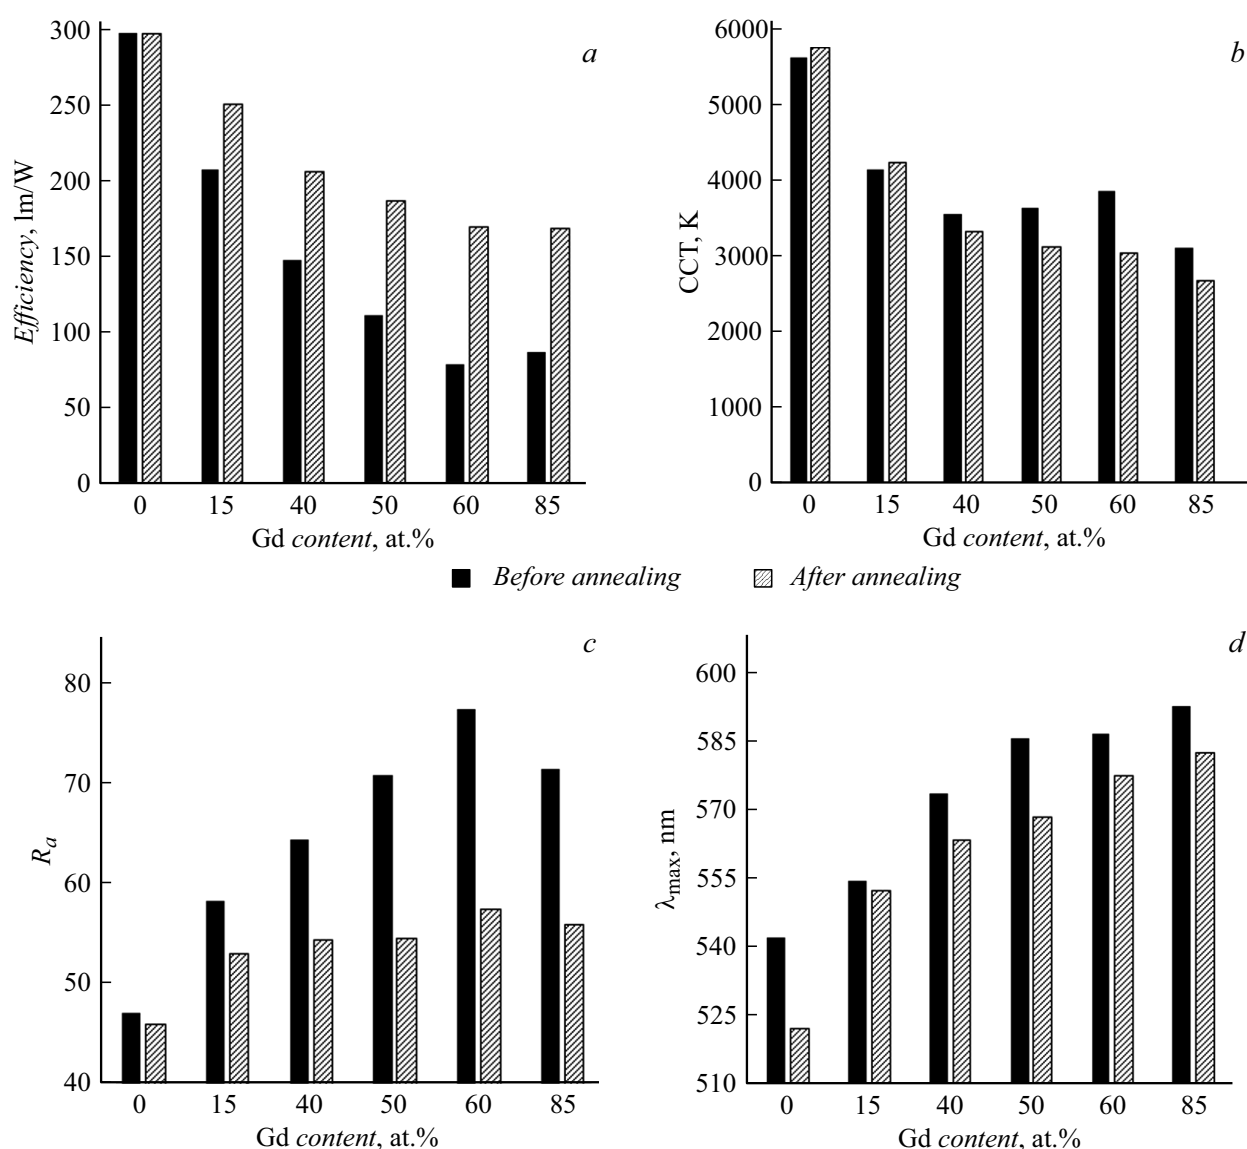 a
300
250
200
150
100
50
0
Efficiency, lm/W
0 15 40 50 60 85
Gd content, at.%
b
6000
5000
4000
3000
2000
1000
0
CCT, K
0 15 40 50 60 85
Gd content, at.%
Before annealing After annealing
c
80
70
60
50
40
Ra
0 15 40 50 60 85
Gd content, at.%
d
600
585
570
555
540
525
510
λmax, nm
0 15 40 50 60 85
Gd content, at.%